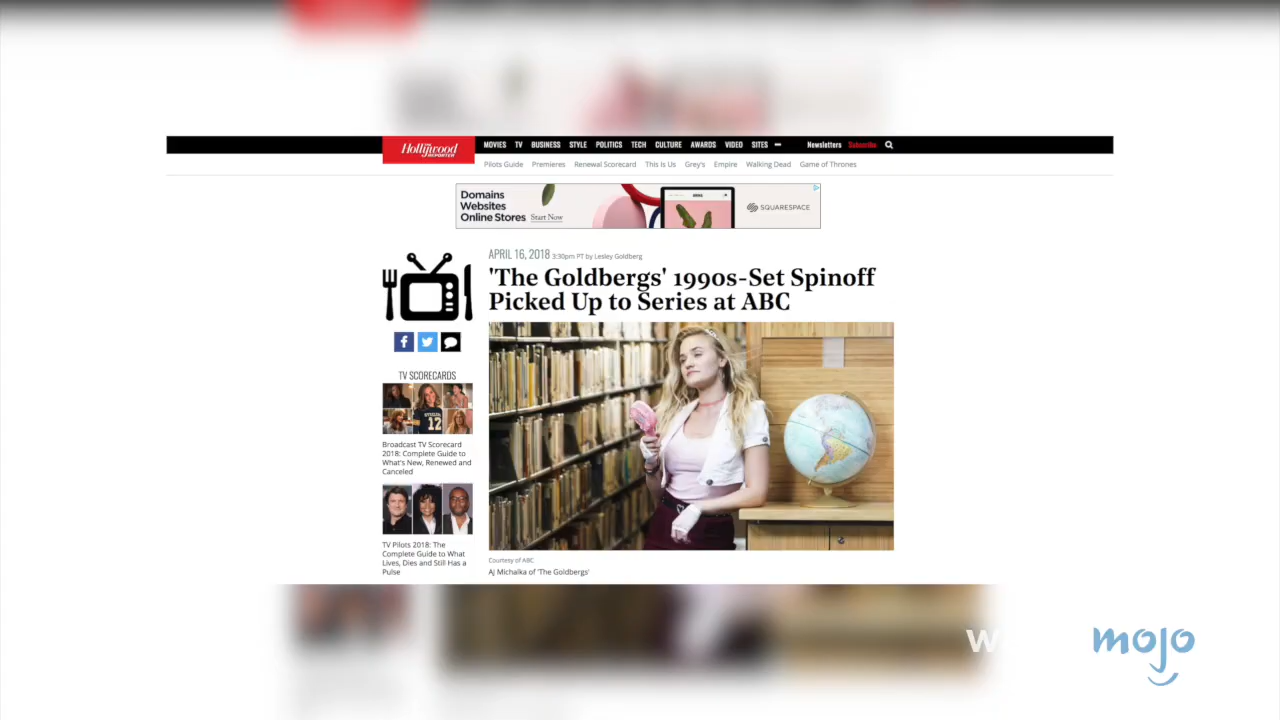 Hollywood
REPORTER
MOVIES TV BUSINESS STYLE POLITICS TECH CULTURE AWARDS VIDEO SITES
Newsletters Subscribe
Pilots Guide Premieres Renewal Scorecard This Is Us Grey's Empire Walking Dead Game of Thrones
Domains
Websites
Online Stores Start Now
SQUARESPACE
APRIL 16, 2018 3:30pm PT by Lesley Goldberg
'The Goldbergs' 1990s-Set Spinoff
Picked Up to Series at ABC
TV SCORECARDS
12
Broadcast TV Scorecard
2018: Complete Guide to
What's New, Renewed and
Canceled
TV Pilots 2018: The
Complete Guide to What
Lives, Dies and Still Has a
Pulse
Courtesy of ABC
AJ Michalka of 'The Goldbergs'
W
mojo